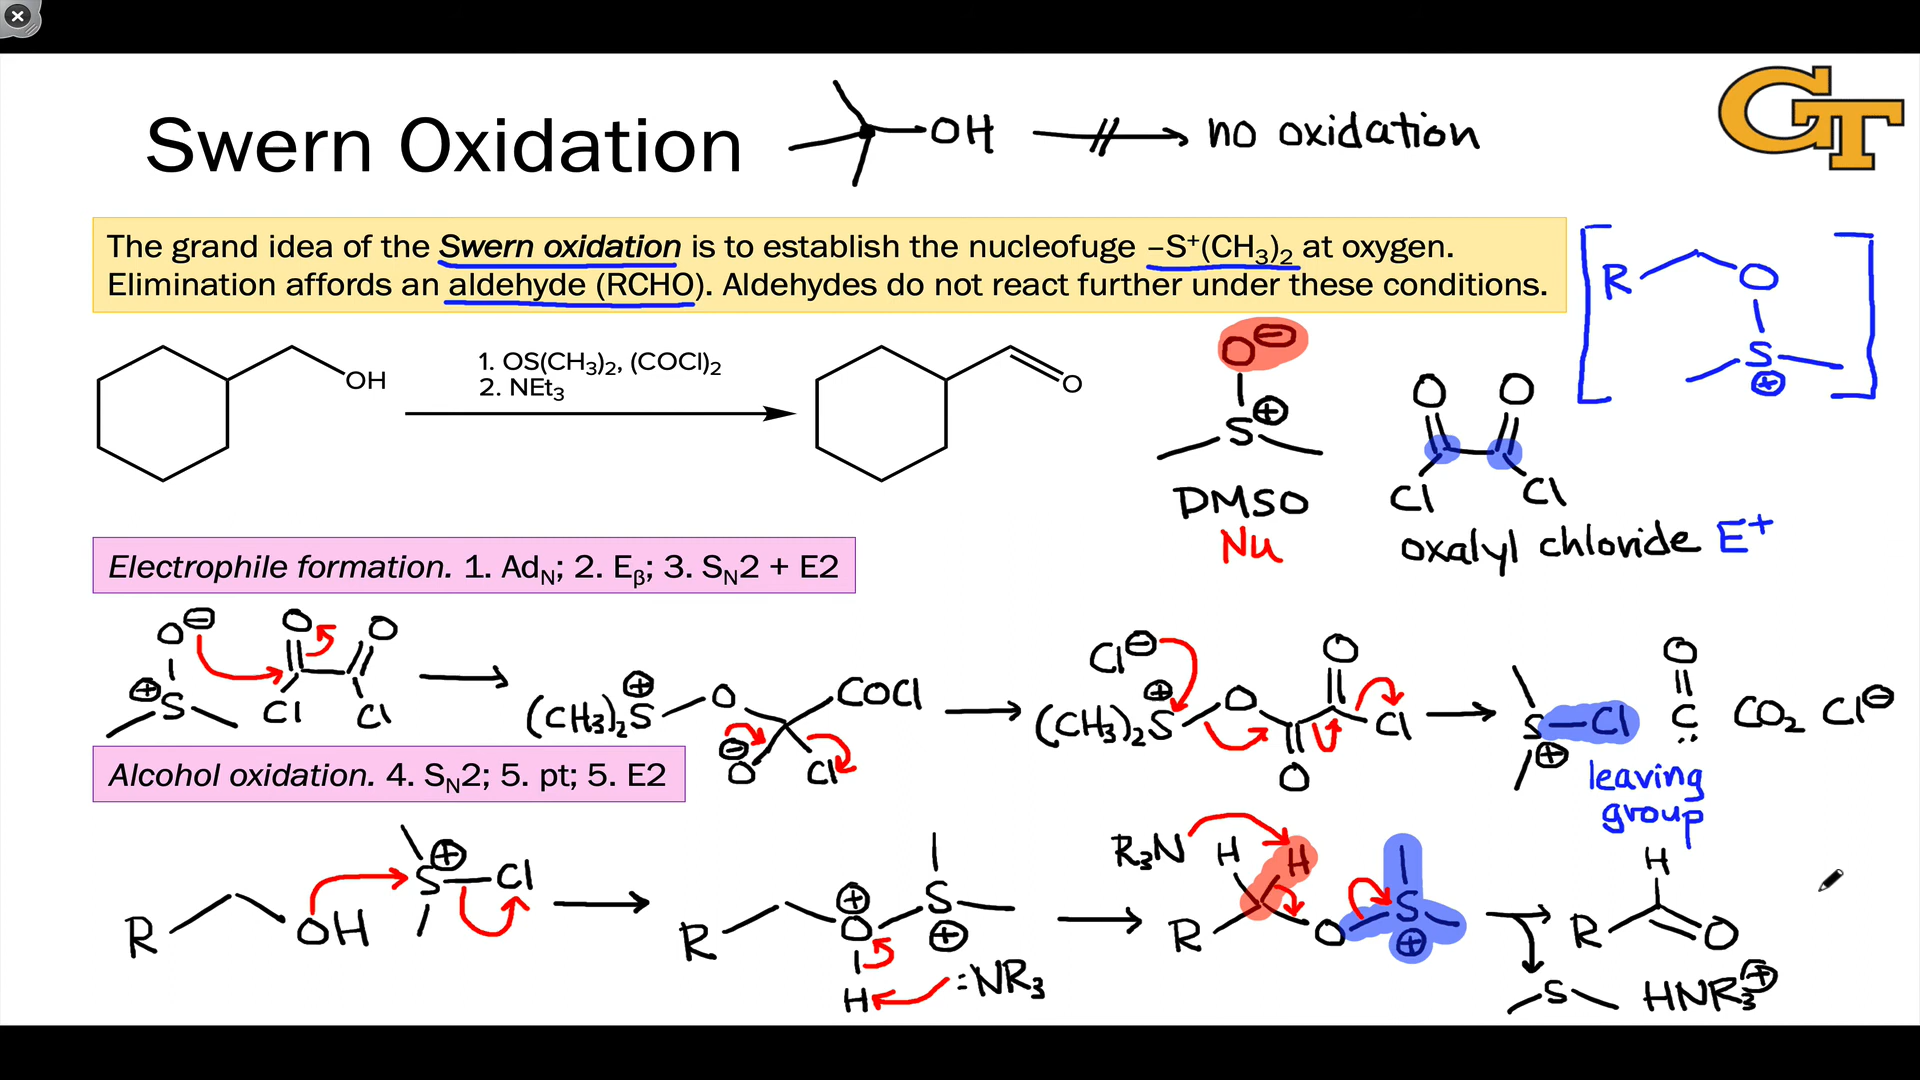 Swern Oxidation
OH no oxidation
GT
The grand idea of the Swern oxidation is to establish the nucleofuge –S⁺(CH₃)₂ at oxygen.
Elimination affords an aldehyde (RCHO). Aldehydes do not react further under these conditions.
R O
S
⊕
OH
1. OS(CH₃)₂, (COCl)₂
2. NEt₃
O
O⊖
S⊕
DMSO
Nu
O O
Cl Cl
oxalyl chloride E⁺
Electrophile formation. 1. Ad_N; 2. E_β; 3. S_N2 + E2
O⊖ O O
⊕S Cl Cl
(CH₃)₂S⊕ O COCl
⊖O Cl
Cl⊖ O
(CH₃)₂S⊕ O Cl
O
S⊕ Cl
O
C:
CO₂ Cl⊖
leaving
group
Alcohol oxidation. 4. S_N2; 5. pt; 5. E2
R OH
S⊕ Cl
R O⊕ S⊕
H :NR₃
R₃N H H
R O S⊕
H
R O
S HNR₃⊕